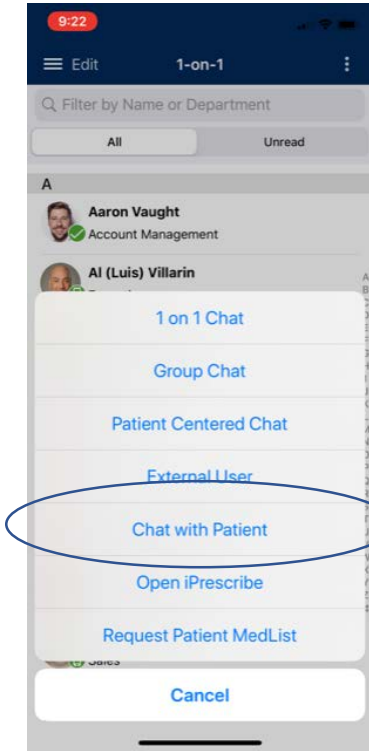 9:22
Edit
1-on-1
Filter by Name or Department
All
Unread
A
Aaron Vaught
Account Management
Al (Luis) Villarin
1 on 1 Chat
Group Chat
Patient Centered Chat
External User
Chat with Patient
Open iPrescribe
Request Patient MedList
Sales
Cancel